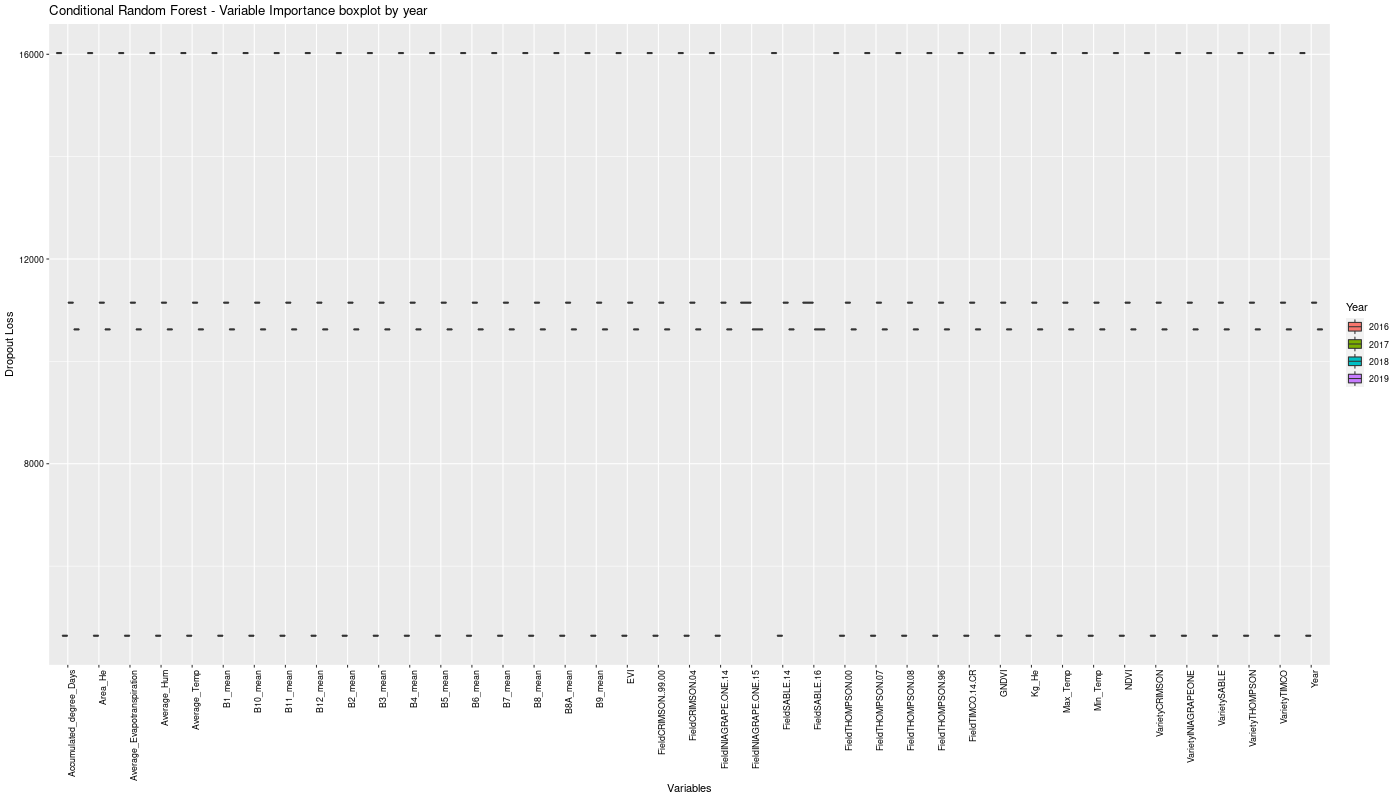 Conditional Random Forest - Variable Importance boxplot by year
16000
12000
8000
Dropout Loss
Accumulated_degree_Days
Area_He
Average_Evapotranspiration
Average_Hum
Average_Temp
B1_mean
B10_mean
B11_mean
B12_mean
B2_mean
B3_mean
B4_mean
B5_mean
B6_mean
B7_mean
B8_mean
B8A_mean
B9_mean
EVI
FieldCRIMSON..99.00
FieldCRIMSON.04
FieldINIAGRAPE.ONE.14
FieldINIAGRAPE.ONE.15
FieldSABLE.14
FieldSABLE.16
FieldTHOMPSON.00
FieldTHOMPSON.07
FieldTHOMPSON.08
FieldTHOMPSON.96
FieldTIMCO.14.CR
GNDVI
Kg_He
Max_Temp
Min_Temp
NDVI
VarietyCRIMSON
VarietyINIAGRAPEONE
VarietySABLE
VarietyTHOMPSON
VarietyTIMCO
Year
Variables
Year
2016
2017
2018
2019